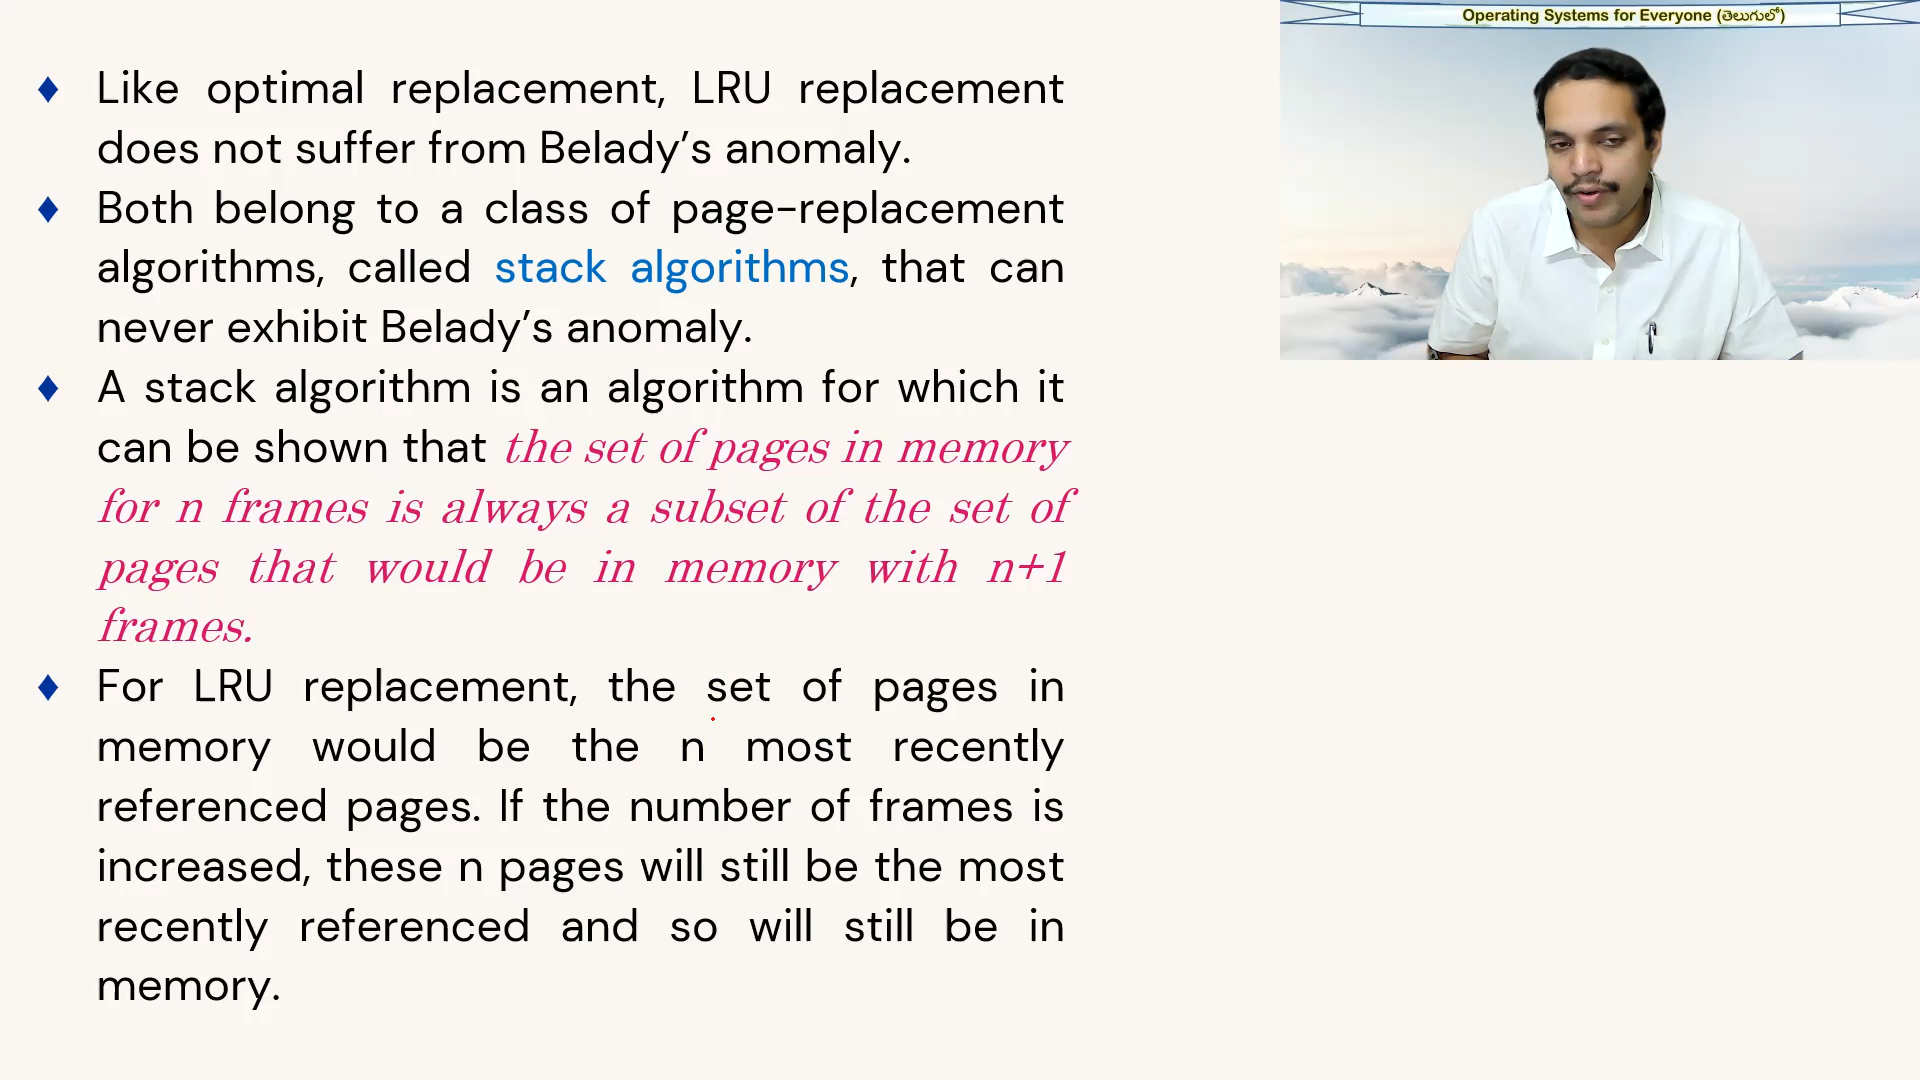 Operating Systems for Everyone (తెలుగులో)
♦ Like optimal replacement, LRU replacement
does not suffer from Belady’s anomaly.
♦ Both belong to a class of page-replacement
algorithms, called stack algorithms, that can
never exhibit Belady’s anomaly.
♦ A stack algorithm is an algorithm for which it
can be shown that the set of pages in memory
for n frames is always a subset of the set of
pages that would be in memory with n+1
frames.
♦ For LRU replacement, the set of pages in
memory would be the n most recently
referenced pages. If the number of frames is
increased, these n pages will still be the most
recently referenced and so will still be in
memory.